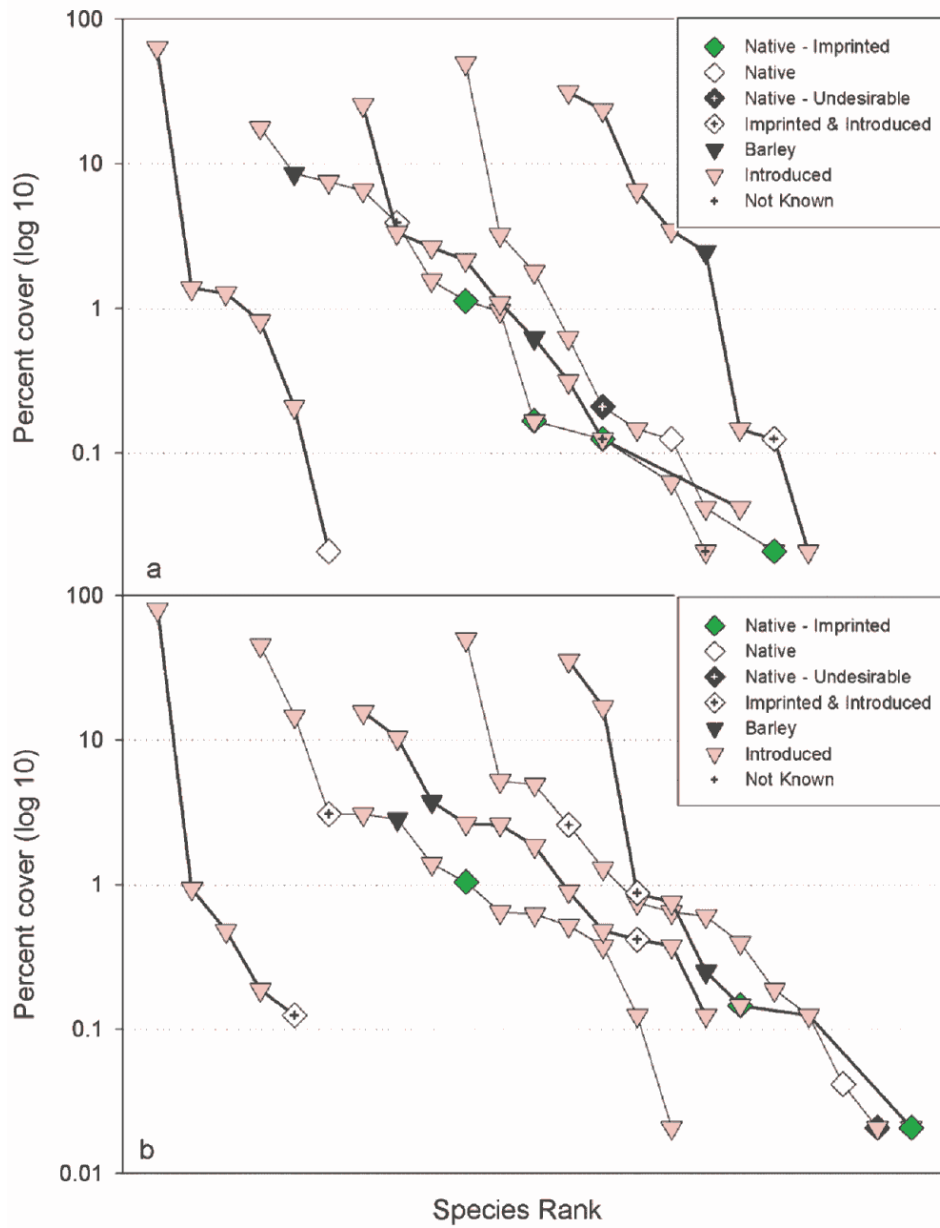 100
10
1
0.1
Percent cover (log 10)
a
Native - Imprinted
Native
Native - Undesirable
Imprinted & Introduced
Barley
Introduced
Not Known
100
10
1
0.1
0.01
Percent cover (log 10)
b
Native - Imprinted
Native
Native - Undesirable
Imprinted & Introduced
Barley
Introduced
Not Known
Species Rank